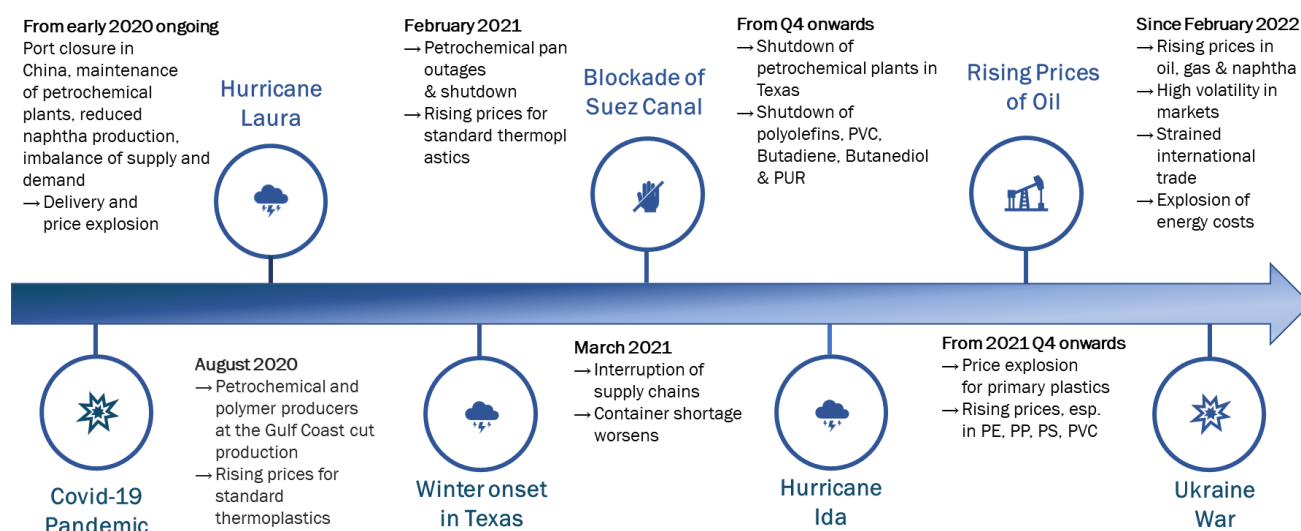 From early 2020 ongoing
Port closure in
China, maintenance
of petrochemical
plants, reduced
naphtha production,
imbalance of supply and
demand
→ Delivery and
price explosion
Hurricane
Laura
February 2021
→ Petrochemical pan
outages
& shutdown
→ Rising prices for
standard thermopl
astics
Blockade of
Suez Canal
From Q4 onwards
→ Shutdown of
petrochemical plants in
Texas
→ Shutdown of
polyolefins, PVC,
Butadiene, Butanediol
& PUR
Rising Prices
of Oil
Since February 2022
→ Rising prices in
oil, gas & naphtha
→ High volatility in
markets
→ Strained
international
trade
→ Explosion of
energy costs
Covid-19
Pandemic
August 2020
→ Petrochemical and
polymer producers
at the Gulf Coast cut
production
→ Rising prices for
standard
thermoplastics
Winter onset
in Texas
March 2021
→ Interruption of
supply chains
→ Container shortage
worsens
Hurricane
Ida
From 2021 Q4 onwards
→ Price explosion
for primary plastics
→ Rising prices, esp.
in PE, PP, PS, PVC
Ukraine
War